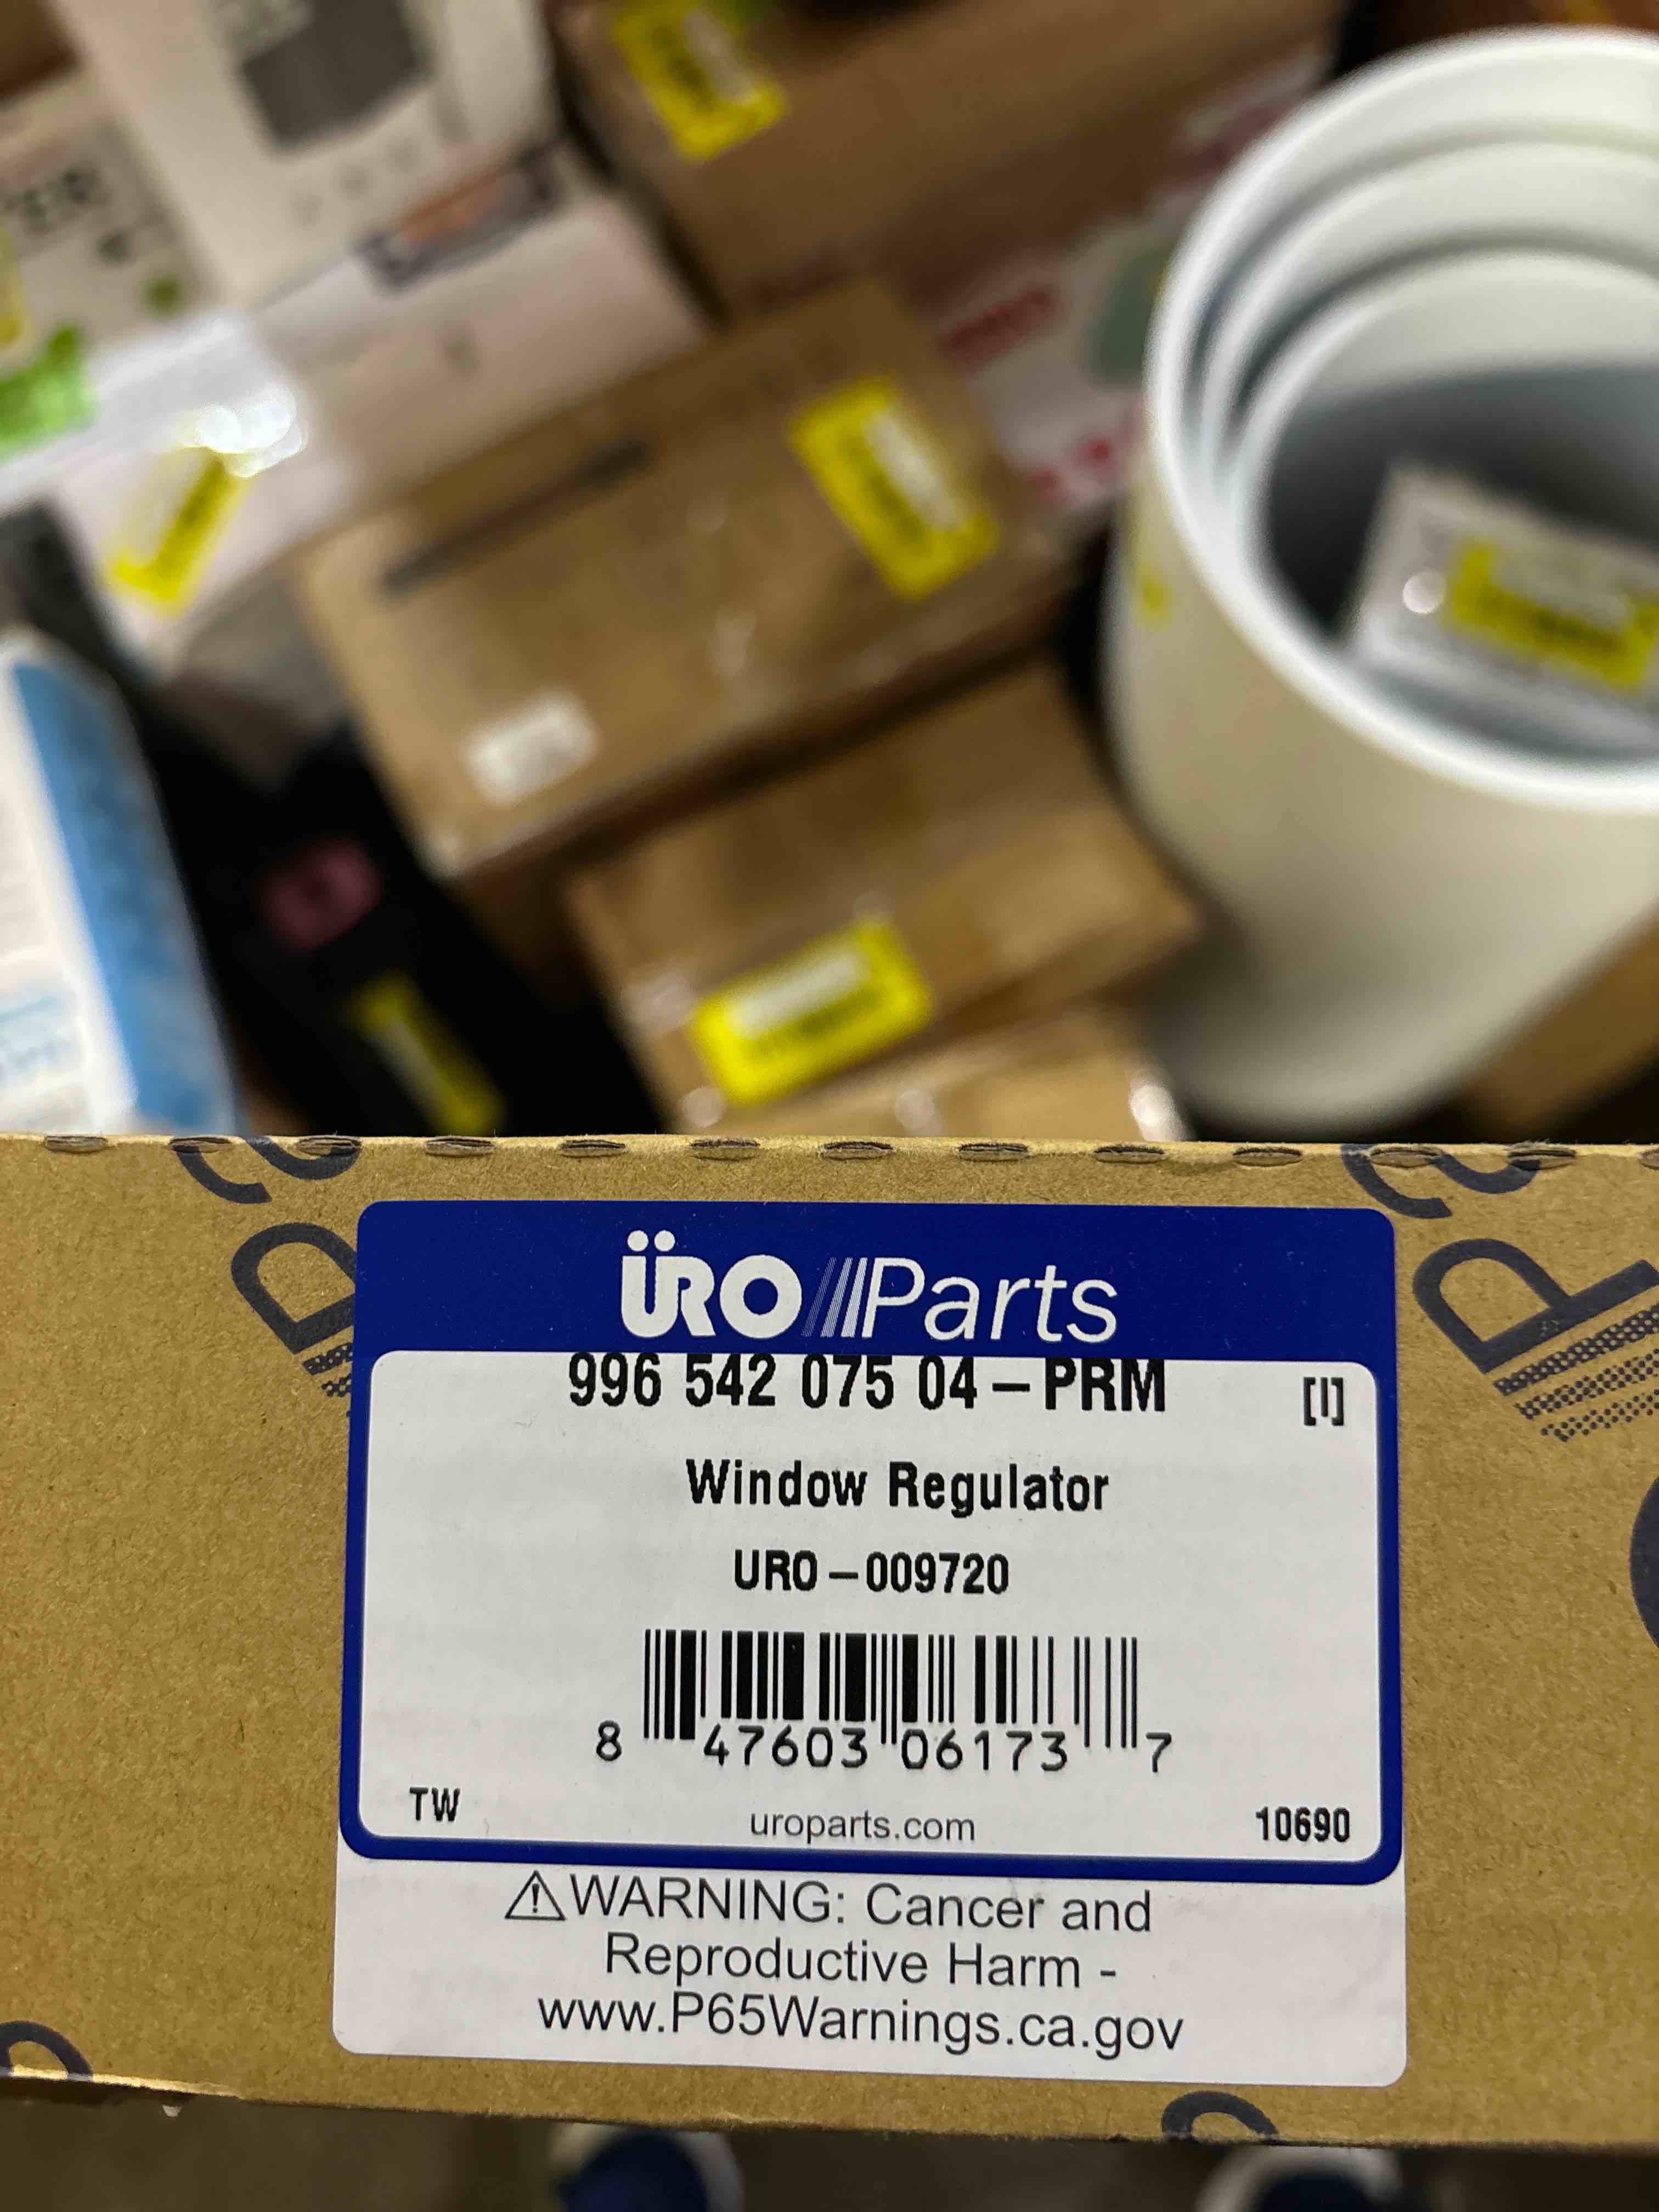 ÜRO Parts
996 542 075 04-PRM
[I]
Window Regulator
URO-009720
8 47603 06173 7
TW
uroparts.com
10690
⚠WARNING: Cancer and
Reproductive Harm -
www.P65Warnings.ca.gov